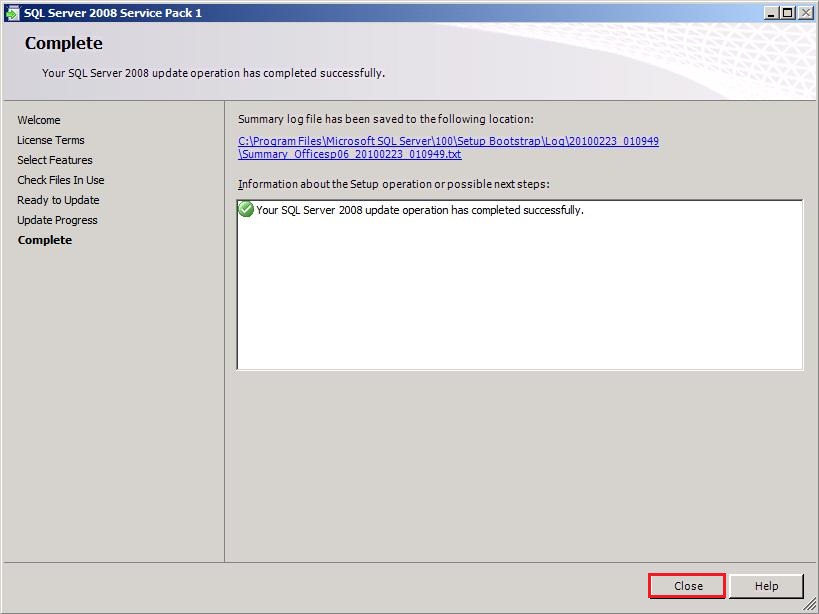 SQL Server 2008 Service Pack 1
Complete
Your SQL Server 2008 update operation has completed successfully.
Welcome
License Terms
Select Features
Check Files In Use
Ready to Update
Update Progress
Complete
Summary log file has been saved to the following location:
C:\Program Files\Microsoft SQL Server\100\Setup Bootstrap\Log\20100223_010949
\Summary_Officesp06_20100223_010949.txt
Information about the Setup operation or possible next steps:
Your SQL Server 2008 update operation has completed successfully.
Close
Help